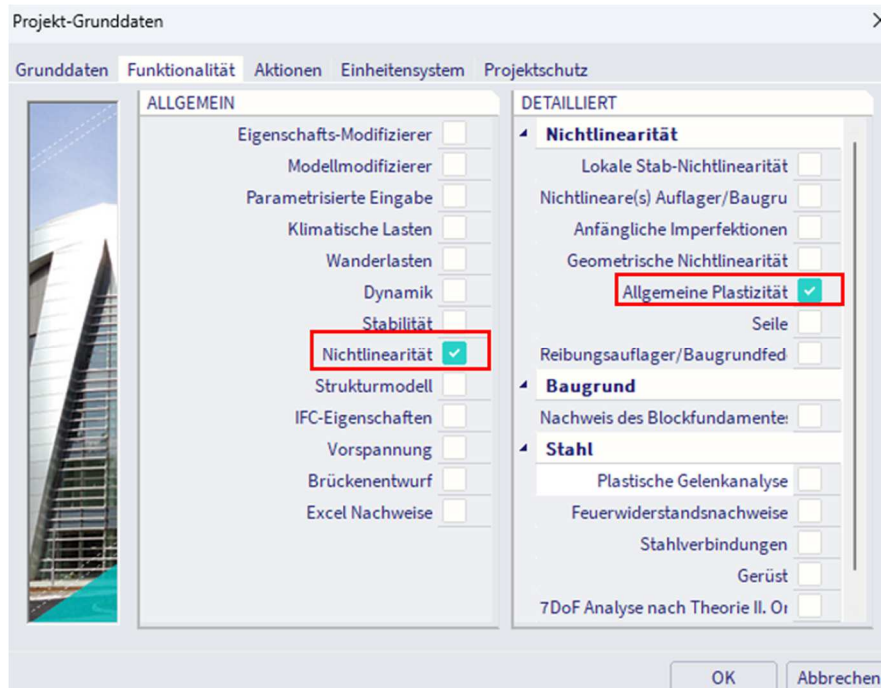 Projekt-Grunddaten
Grunddaten Funktionalität Aktionen Einheitensystem Projektschutz
ALLGEMEIN
Eigenschafts-Modifizierer
Modellmodifizierer
Parametrisierte Eingabe
Klimatische Lasten
Wanderlasten
Dynamik
Stabilität
Nichtlinearität
Strukturmodell
IFC-Eigenschaften
Vorspannung
Brückenentwurf
Excel Nachweise
DETAILLIERT
Nichtlinearität
Lokale Stab-Nichtlinearität
Nichtlineare(s) Auflager/Baugru
Anfängliche Imperfektionen
Geometrische Nichtlinearität
Allgemeine Plastizität
Seile
Reibungsauflager/Baugrundfed
Baugrund
Nachweis des Blockfundamente
Stahl
Plastische Gelenkanalyse
Feuerwiderstandsnachweise
Stahlverbindungen
Gerüst
7DoF Analyse nach Theorie II. Or
OK Abbrechen